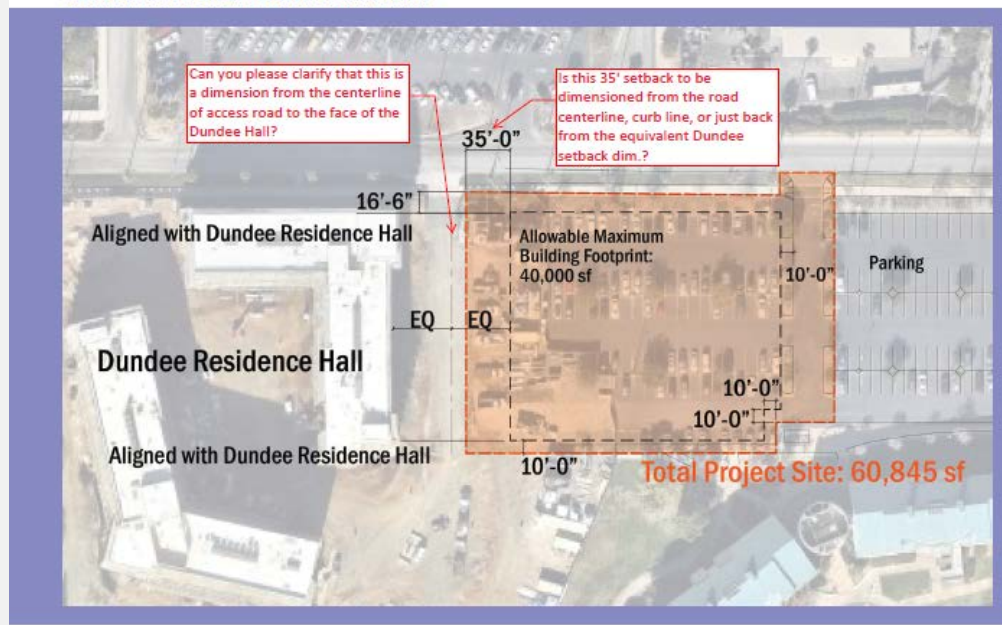 Can you please clarify that this is
a dimension from the centerline
of access road to the face of the
Dundee Hall?
Is this 35' setback to be
dimensioned from the road
centerline, curb line, or just back
from the equivalent Dundee
setback dim.?
35'-0"
16'-6"
Aligned with Dundee Residence Hall
Allowable Maximum
Building Footprint:
40,000 sf
10'-0"
Parking
EQ
EQ
Dundee Residence Hall
10'-0"
10'-0"
Aligned with Dundee Residence Hall
10'-0"
Total Project Site: 60,845 sf